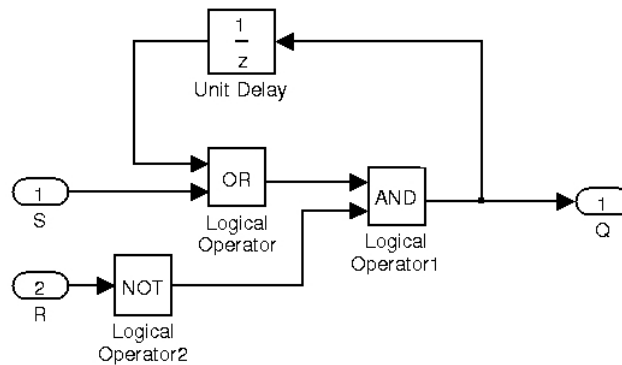 1
z
Unit Delay
1
S
OR
Logical
Operator
AND
Logical
Operator1
1
Q
2
R
NOT
Logical
Operator2